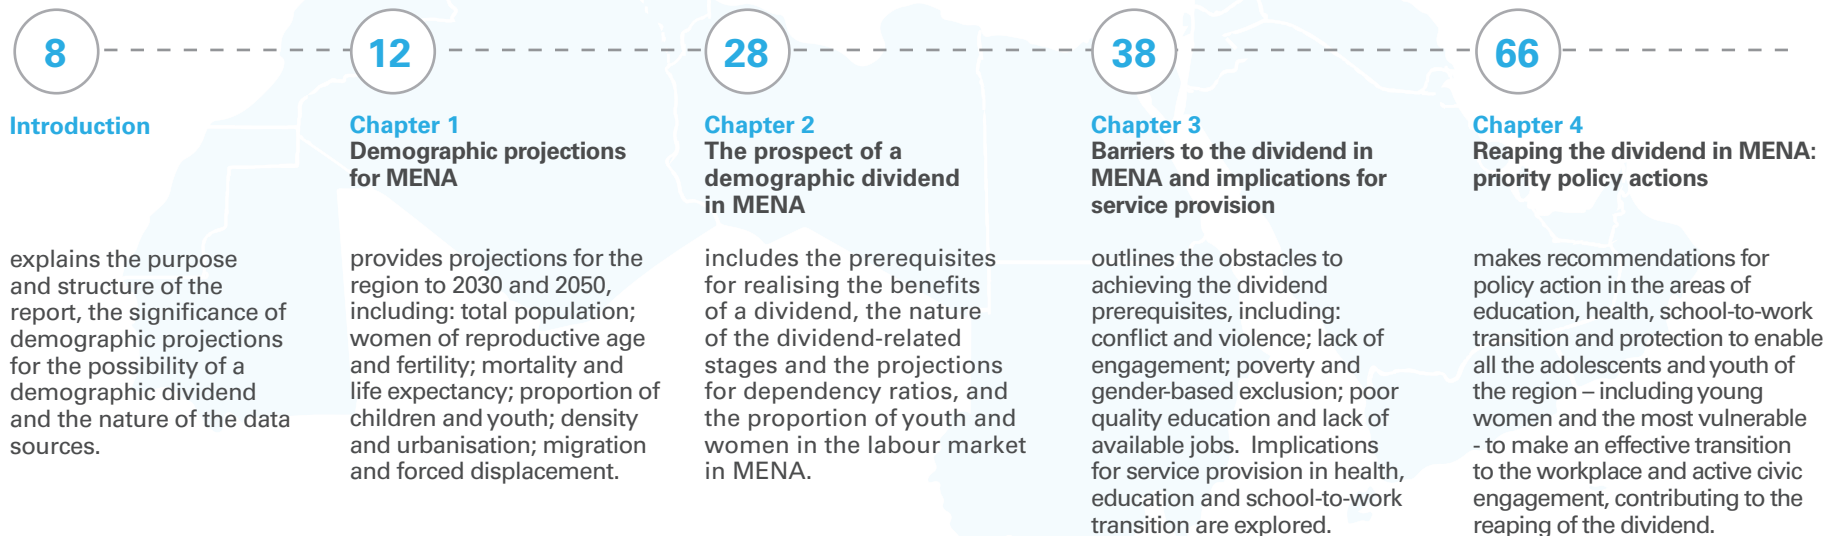 8
Introduction
explains the purpose
and structure of the
report, the significance of
demographic projections
for the possibility of a
demographic dividend
and the nature of the data
sources.
12
Chapter 1
Demographic projections
for MENA
provides projections for the
region to 2030 and 2050,
including: total population;
women of reproductive age
and fertility; mortality and
life expectancy; proportion of
children and youth; density
and urbanisation; migration
and forced displacement.
28
Chapter 2
The prospect of a
demographic dividend
in MENA
includes the prerequisites
for realising the benefits
of a dividend, the nature
of the dividend-related
stages and the projections
for dependency ratios, and
the proportion of youth and
women in the labour market
in MENA.
38
Chapter 3
Barriers to the dividend in
MENA and implications for
service provision
outlines the obstacles to
achieving the dividend
prerequisites, including:
conflict and violence; lack of
engagement; poverty and
gender-based exclusion; poor
quality education and lack of
available jobs. Implications
for service provision in health,
education and school-to-work
transition are explored.
66
Chapter 4
Reaping the dividend in MENA:
priority policy actions
makes recommendations for
policy action in the areas of
education, health, school-to-work
transition and protection to enable
all the adolescents and youth of
the region – including young
women and the most vulnerable
- to make an effective transition
to the workplace and active civic
engagement, contributing to the
reaping of the dividend.